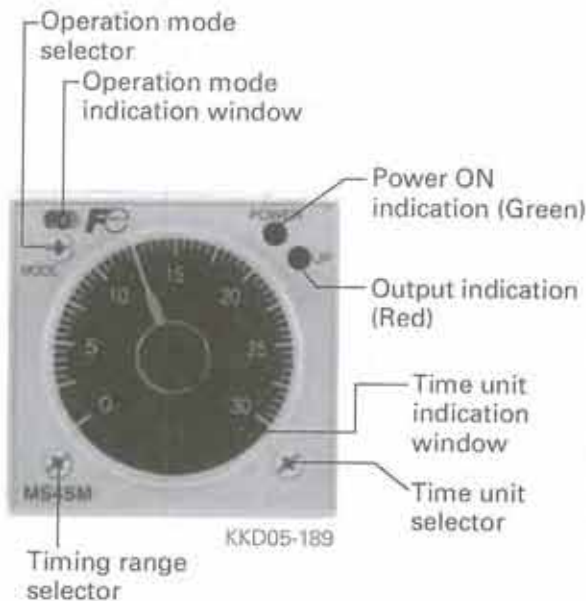 Operation mode
selector
Operation mode
indication window
Power ON
indication (Green)
POWER
UP
MODE
Output indication
(Red)
0
5
10
15
20
25
30
Time unit
indication
window
Time unit
selector
MS4SM
KKD05-189
Timing range
selector